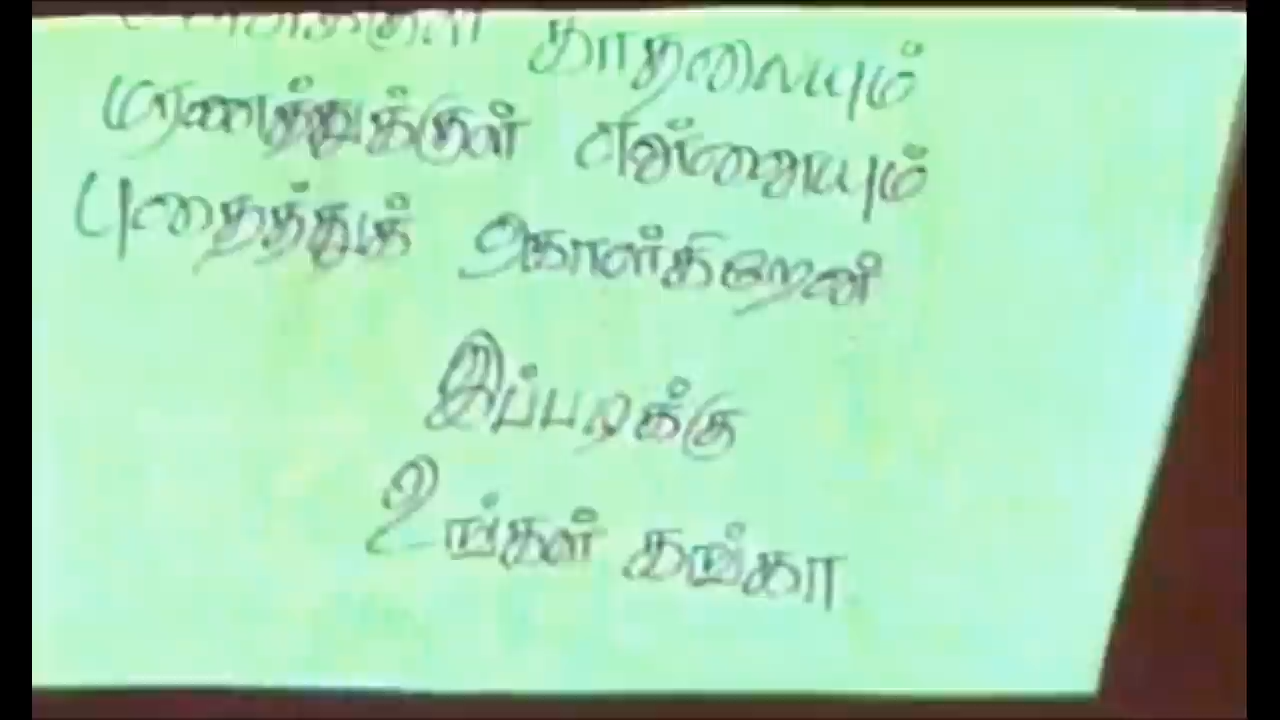 காதலையும்
மரணத்துக்குள் என்னையும்
புதைத்துக் கொள்கிறேன்
இப்படிக்கு
உங்கள் கங்கா